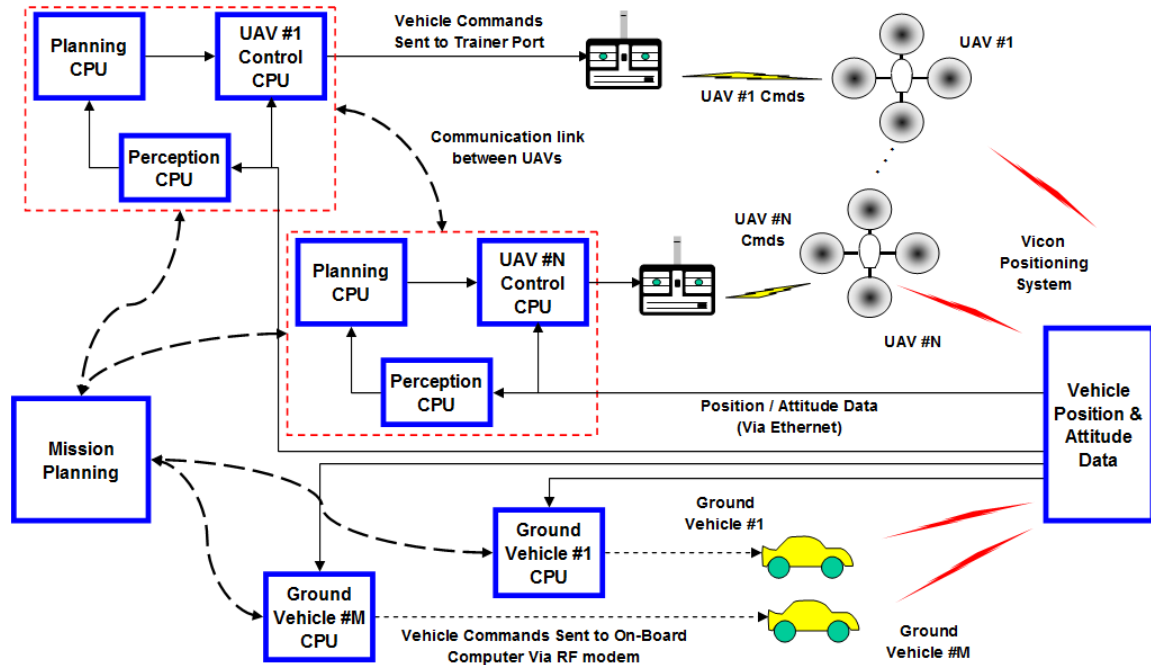 Planning
CPU
UAV #1
Control
CPU
Perception
CPU
Vehicle Commands
Sent to Trainer Port
UAV #1 Cmds
UAV #1
Communication link
between UAVs
Planning
CPU
UAV #N
Control
CPU
Perception
CPU
UAV #N
Cmds
UAV #N
Vicon
Positioning
System
Position / Attitude Data
(Via Ethernet)
Vehicle
Position &
Attitude
Data
Mission
Planning
Ground
Vehicle #1
CPU
Ground
Vehicle #1
Ground
Vehicle #M
CPU
Vehicle Commands Sent to On-Board
Computer Via RF modem
Ground
Vehicle #M